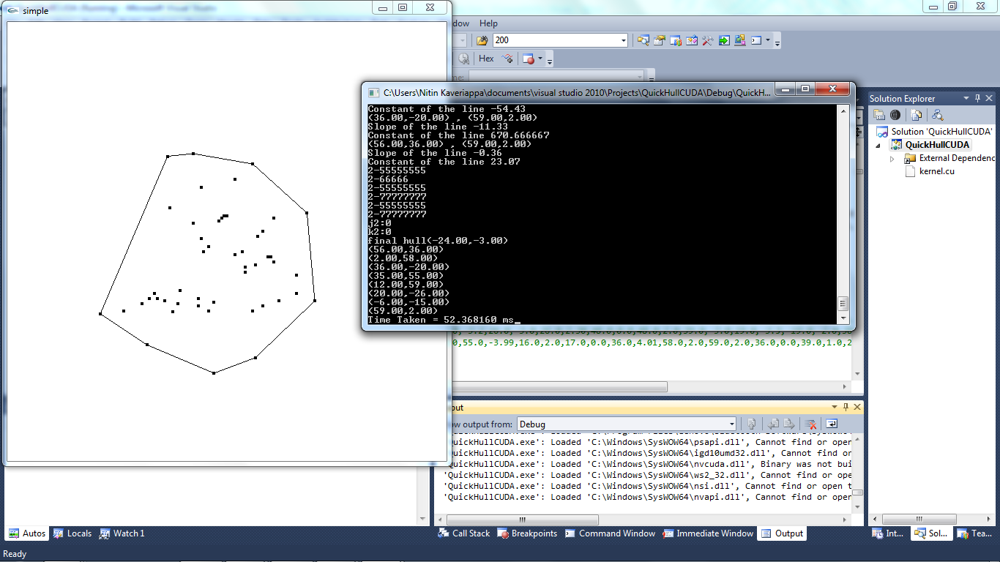 simple
dow Help
200
Hex
me:
C:\Users\Nitin Kaveriappa\documents\visual studio 2010\Projects\QuickHullCUDA\Debug\QuickH...
Constant of the line -54.43
(36.00,-20.00) , (59.00,2.00)
Slope of the line -11.33
Constant of the line 670.666667
(56.00,36.00) , (59.00,2.00)
Slope of the line -0.36
Constant of the line 23.07
2-55555555
2-66666
2-55555555
2-77777777
2-55555555
2-77777777
j2:0
k2:0
final hull(-24.00,-3.00)
(56.00,36.00)
(2.00,58.00)
(36.00,-20.00)
(35.00,55.00)
(12.00,59.00)
(20.00,-26.00)
(-6.00,-15.00)
(59.00,2.00)
Time Taken = 52.368160 ms_
0,55.0,-3.99,16.0,2.0,17.0,0.0,36.0,4.01,58.0,2.0,59.0,2.0,36.0,0.0,39.0,1.0,2
Solution Explorer
Solution 'QuickHullCUDA'
QuickHullCUDA
External Dependenc
kernel.cu
put
ow output from: Debug
'QuickHullCUDA.exe': Loaded 'C:\Windows\SysWOW64\psapi.dll', Cannot find or open
'QuickHullCUDA.exe': Loaded 'C:\Windows\SysWOW64\igd10umd32.dll', Cannot find or
'QuickHullCUDA.exe': Loaded 'C:\Windows\SysWOW64\nvcuda.dll', Binary was not bui
'QuickHullCUDA.exe': Loaded 'C:\Windows\SysWOW64\ws2_32.dll', Cannot find or ope
'QuickHullCUDA.exe': Loaded 'C:\Windows\SysWOW64\nsi.dll', Cannot find or open t
'QuickHullCUDA.exe': Loaded 'C:\Windows\SysWOW64\nvapi.dll', Cannot find or open
Autos Locals Watch 1
Call Stack Breakpoints Command Window Immediate Window Output
Int... Sol... Tea...
Ready